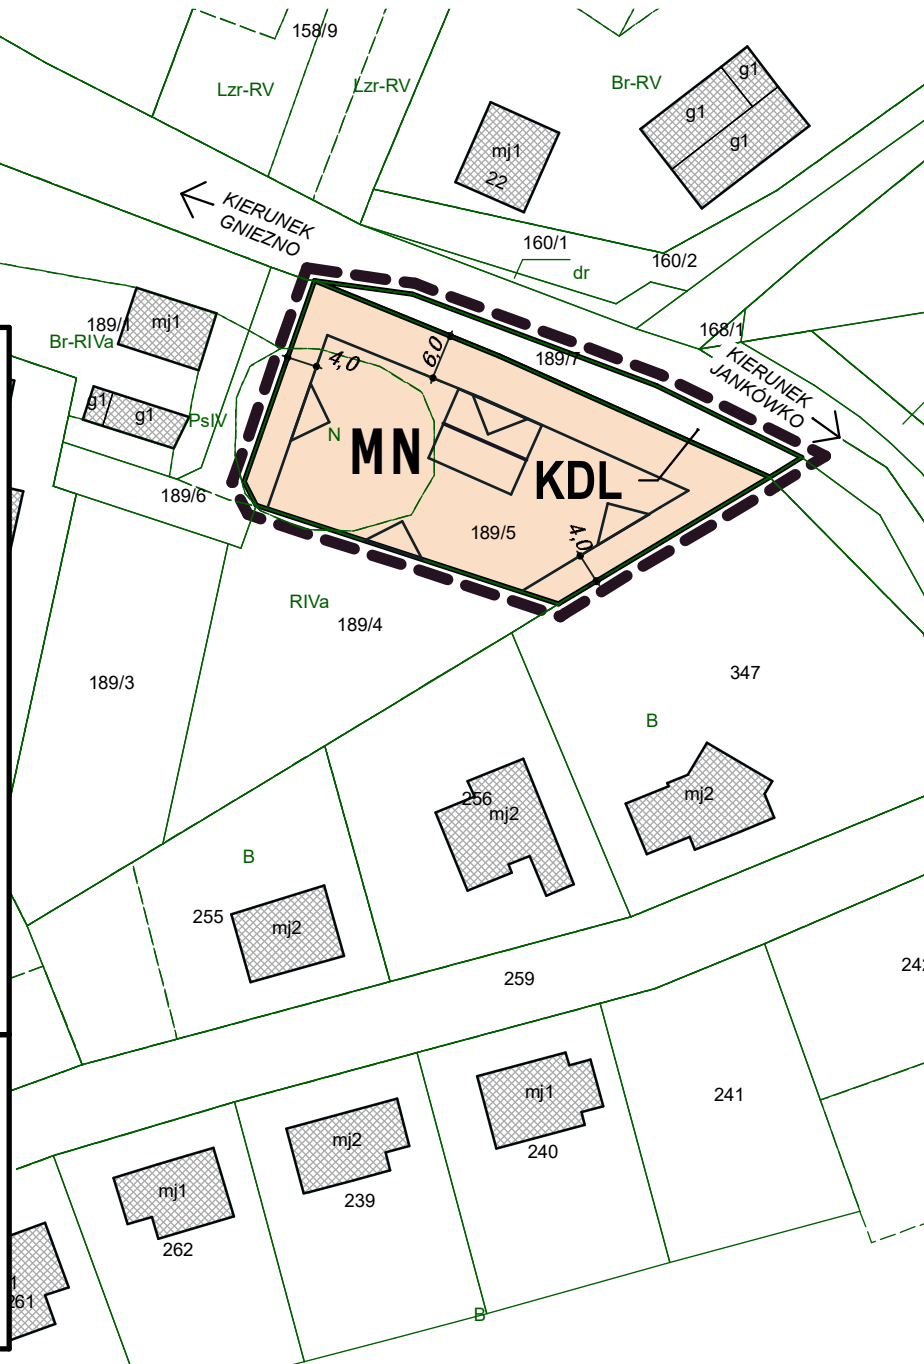 158/9
Lzr-RV
Lzr-RV
Br-RV
g1
g1
g1
mj1
22
KIERUNEK
GNIEZNO
160/1
160/2
dr
168/1
189/1
mj1
Br-RIVa
KIERUNEK
JANKÓWKO
189/7
6,0
4,0
g1
g1
PsIV
N
MN
KDL
189/6
189/5
4,0
RIVa
189/4
189/3
347
B
mj2
256
mj2
B
255
mj2
259
241
mj1
240
mj2
239
mj1
262
261
B